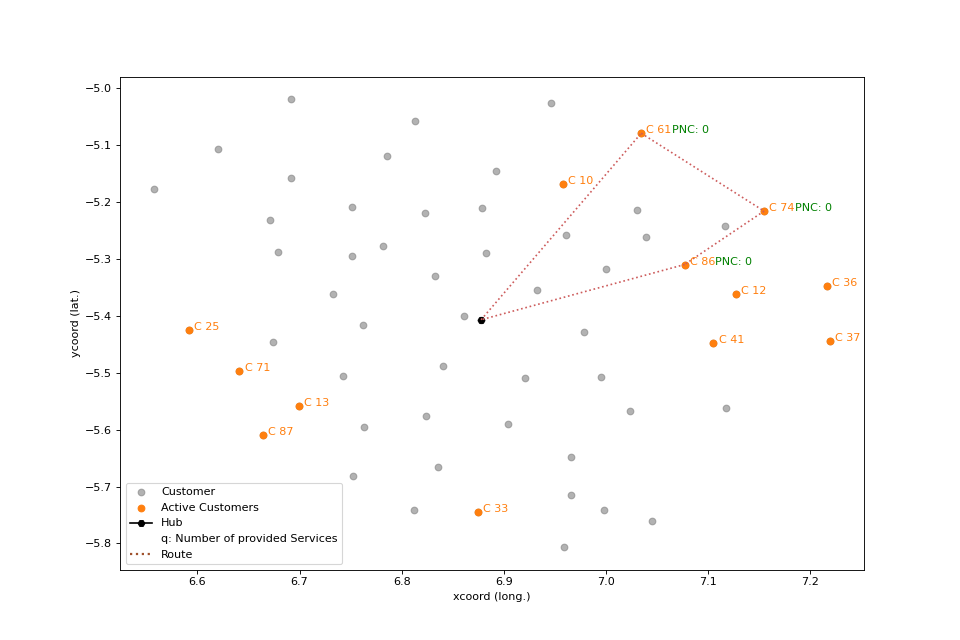 −5.0
−5.1
−5.2
−5.3
−5.4
−5.5
−5.6
−5.7
−5.8
ycoord (lat.)
C 61PNC: 0
C 10
C 74PNC: 0
C 86PNC: 0
C 36
C 12
C 25
C 41
C 37
C 71
C 13
C 87
C 33
Customer
Active Customers
Hub
q: Number of provided Services
Route
6.6
6.7
6.8
6.9
7.0
7.1
7.2
xcoord (long.)